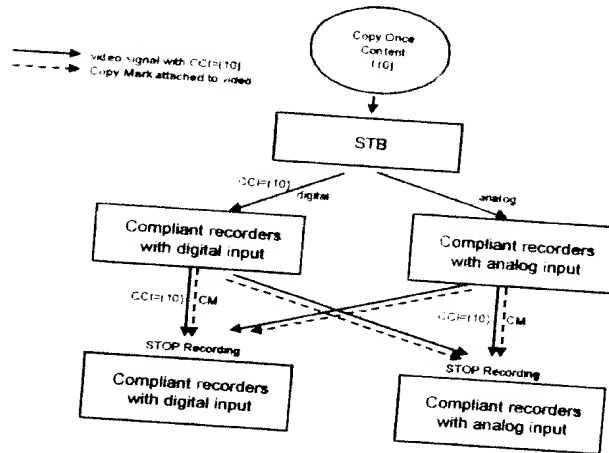 Copy Once
Content
[10]
video signal with CCI=[10]
Copy Mark attached to video
STB
CCI=[10]
digital
analog
Compliant recorders
with digital input
Compliant recorders
with analog input
CCI=[10]
CM
CCI=[10]
CM
STOP Recording
STOP Recording
Compliant recorders
with digital input
Compliant recorders
with analog input